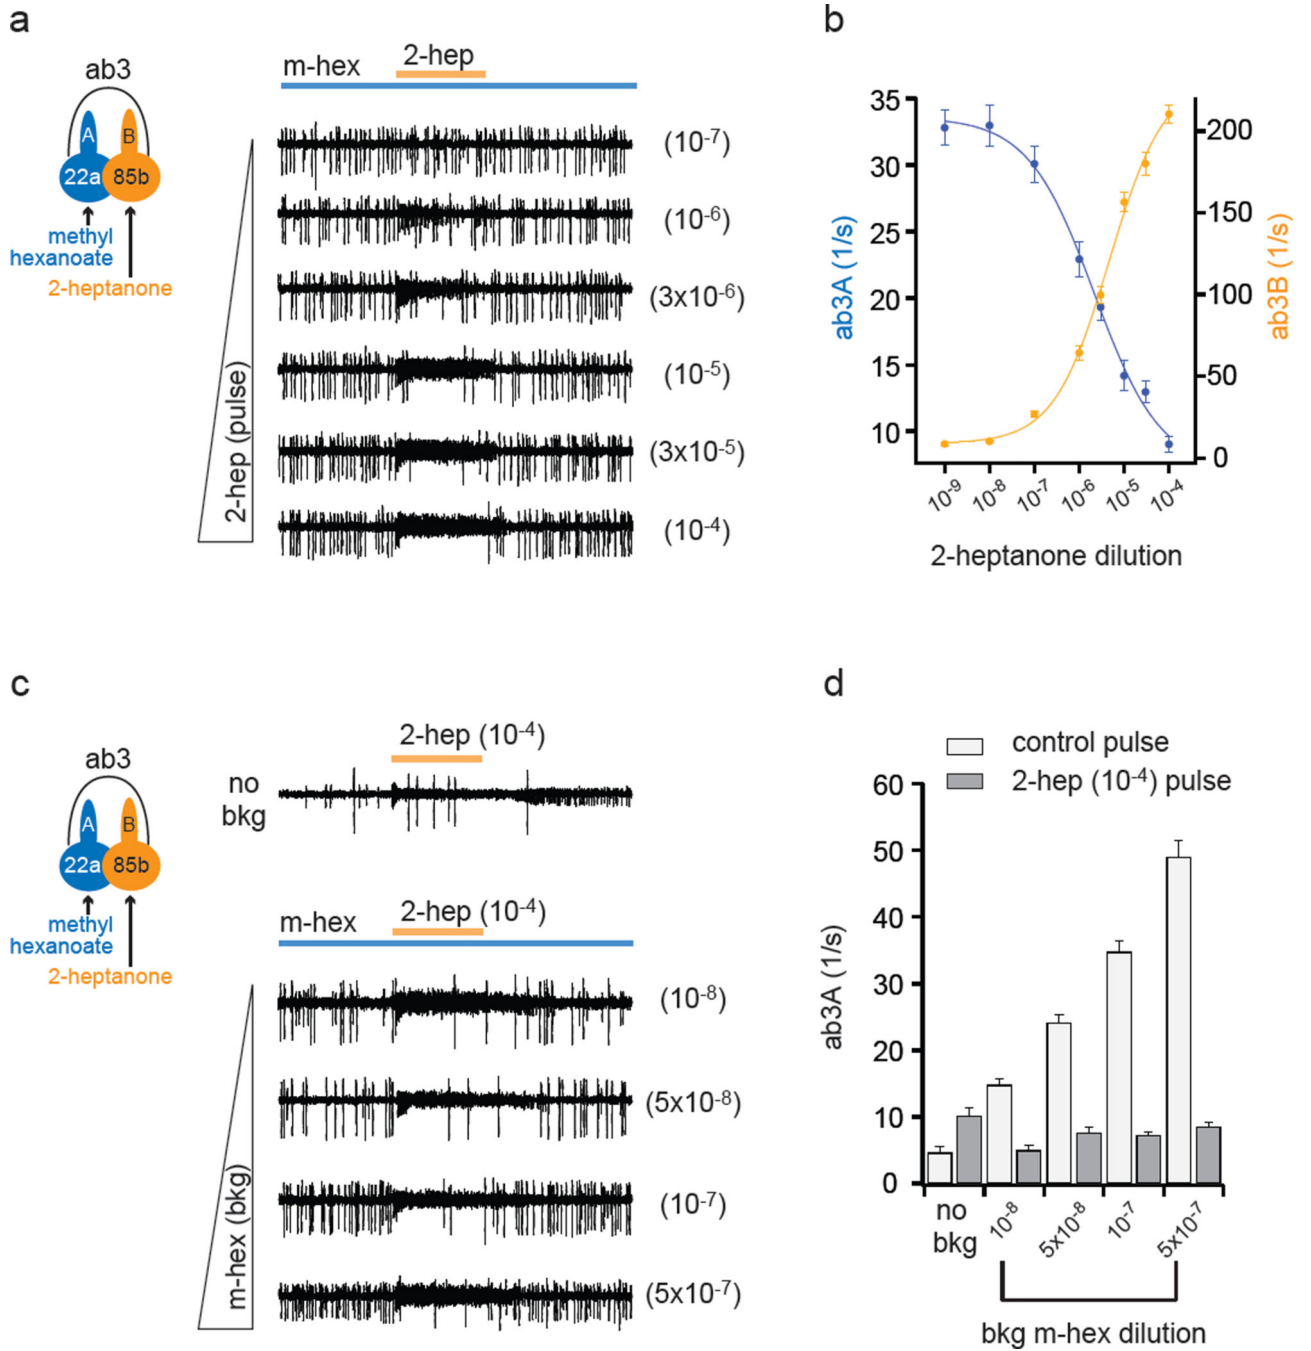 a
ab3
A B
22a 85b
methyl
hexanoate
2-heptanone
2-hep (pulse)
m-hex 2-hep
(10-7)
(10-6)
(3x10-6)
(10-5)
(3x10-5)
(10-4)
b
ab3A (1/s)
35
30
25
20
15
10
200
150
100
50
0
ab3B (1/s)
10-9 10-8 10-7 10-6 10-5 10-4
2-heptanone dilution
c
ab3
A B
22a 85b
methyl
hexanoate
2-heptanone
2-hep (10-4)
no
bkg
m-hex 2-hep (10-4)
m-hex (bkg)
(10-8)
(5x10-8)
(10-7)
(5x10-7)
d
control pulse
2-hep (10-4) pulse
ab3A (1/s)
60
50
40
30
20
10
0
no
bkg
10-8 5x10-8 10-7 5x10-7
bkg m-hex dilution